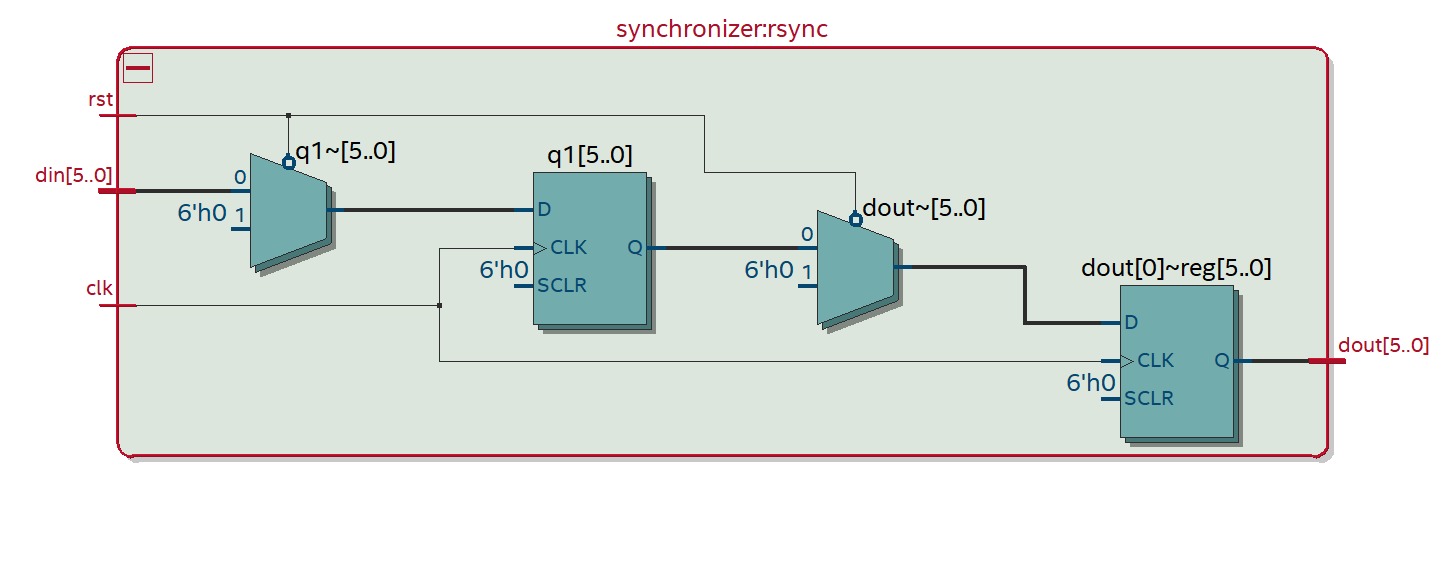 synchronizer:rsync
rst
q1~[5..0]
q1[5..0]
din[5..0]
0
6'h0 1
D
CLK
Q
6'h0
SCLR
dout~[5..0]
0
6'h0 1
clk
dout[0]~reg[5..0]
D
CLK
Q
6'h0
SCLR
dout[5..0]